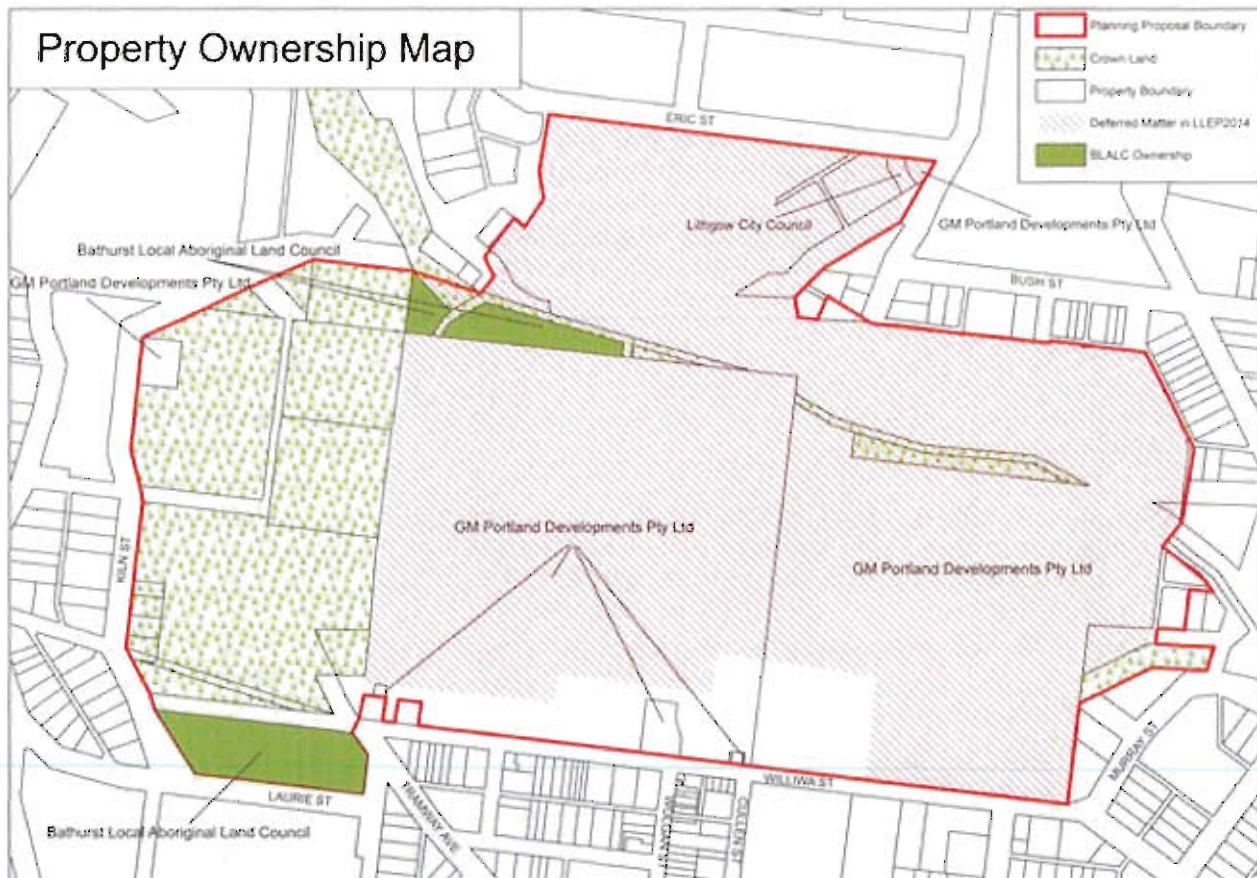 Property Ownership Map
Planning Proposal Boundary
Crown Land
Property Boundary
Deferred Matter in LLEP2014
BLALC Ownership
ERIC ST
Lithgow City Council
GM Portland Developments Pty Ltd
Bathurst Local Aboriginal Land Council
GM Portland Developments Pty Ltd
BUSH ST
KILN ST
GM Portland Developments Pty Ltd
GM Portland Developments Pty Ltd
MURRAY ST
WILLIWA ST
LAURIE ST
CULLEN ST
Bathurst Local Aboriginal Land Council